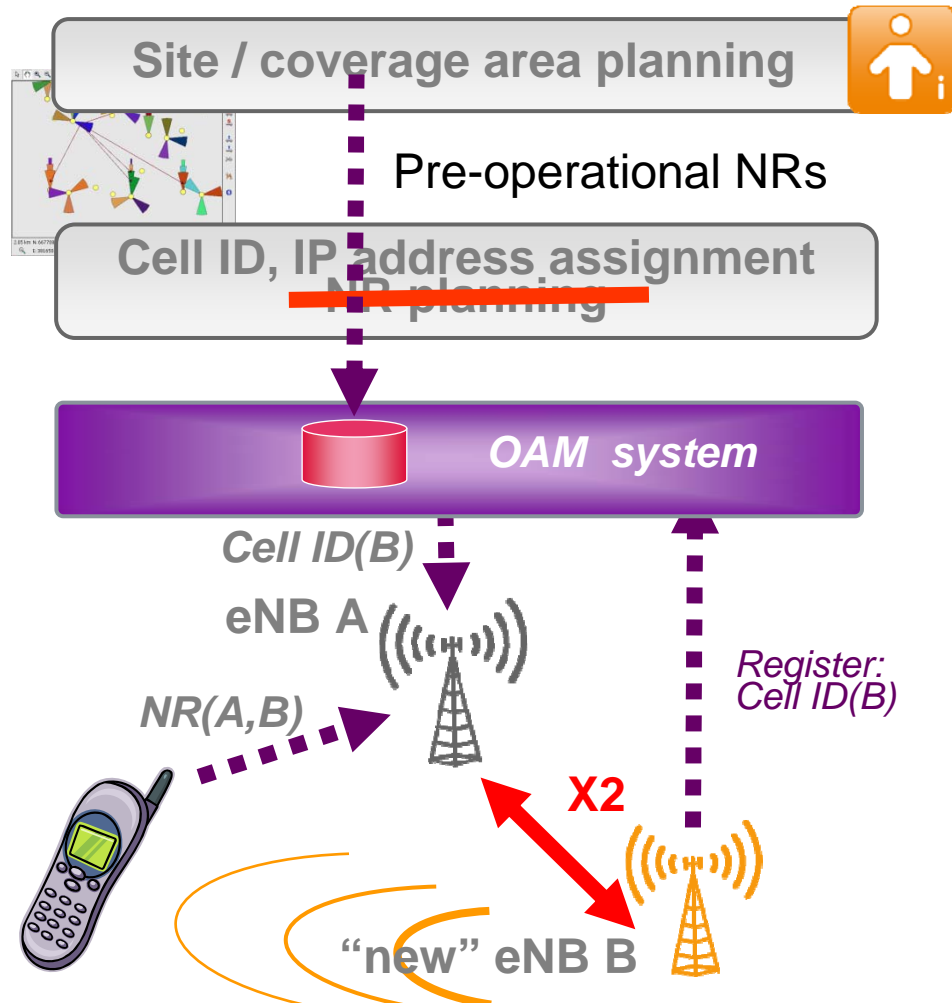 Site / coverage area planning
i
Pre-operational NRs
Cell ID, IP address assignment
NR planning
OAM system
Cell ID(B)
eNB A
Register:
Cell ID(B)
NR(A,B)
X2
“new” eNB B